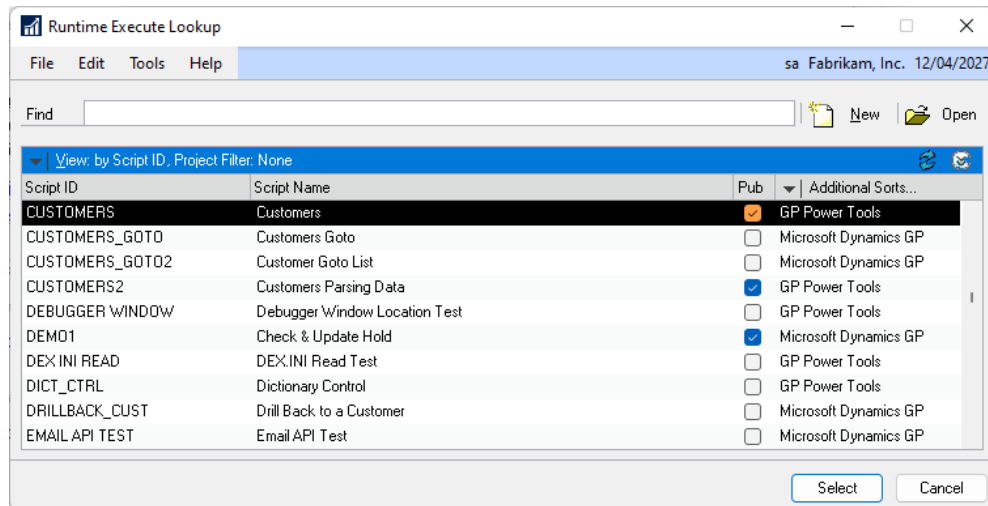 Runtime Execute Lookup
File Edit Tools Help sa Fabrikam, Inc. 12/04/2027
Find New Open
View: by Script ID, Project Filter: None
Script ID Script Name Pub Additional Sorts...
CUSTOMERS Customers GP Power Tools
CUSTOMERS_GOTO Customers Goto Microsoft Dynamics GP
CUSTOMERS_GOTO2 Customer Goto List Microsoft Dynamics GP
CUSTOMERS2 Customers Parsing Data GP Power Tools
DEBUGGER WINDOW Debugger Window Location Test GP Power Tools
DEMO1 Check & Update Hold Microsoft Dynamics GP
DEX INI READ DEX.INI Read Test GP Power Tools
DICT_CTRL Dictionary Control GP Power Tools
DRILLBACK_CUST Drill Back to a Customer Microsoft Dynamics GP
EMAIL API TEST Email API Test Microsoft Dynamics GP
Select Cancel